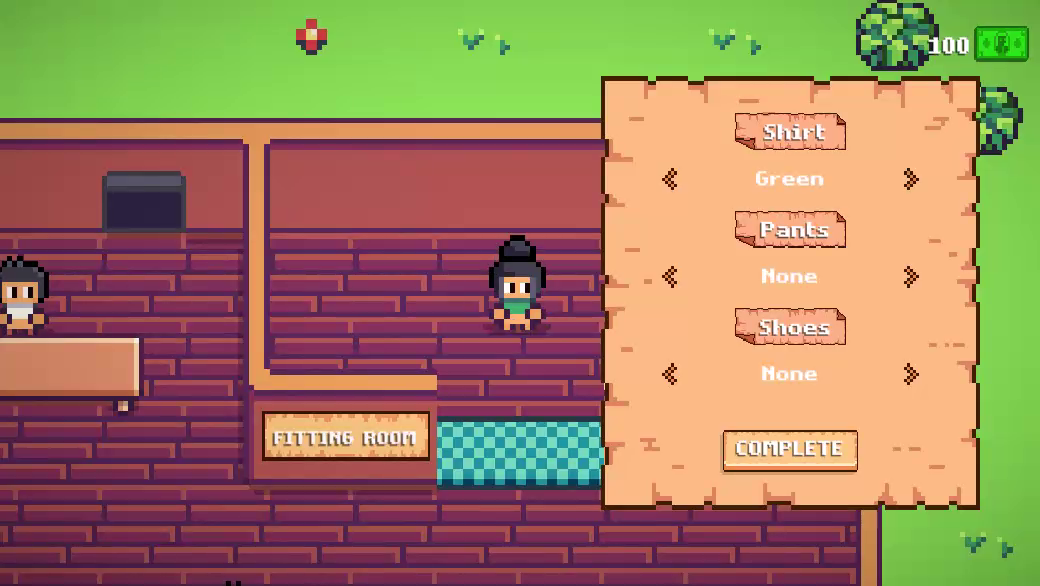 100
Shirt
Green
Pants
None
Shoes
None
COMPLETE
FITTING ROOM